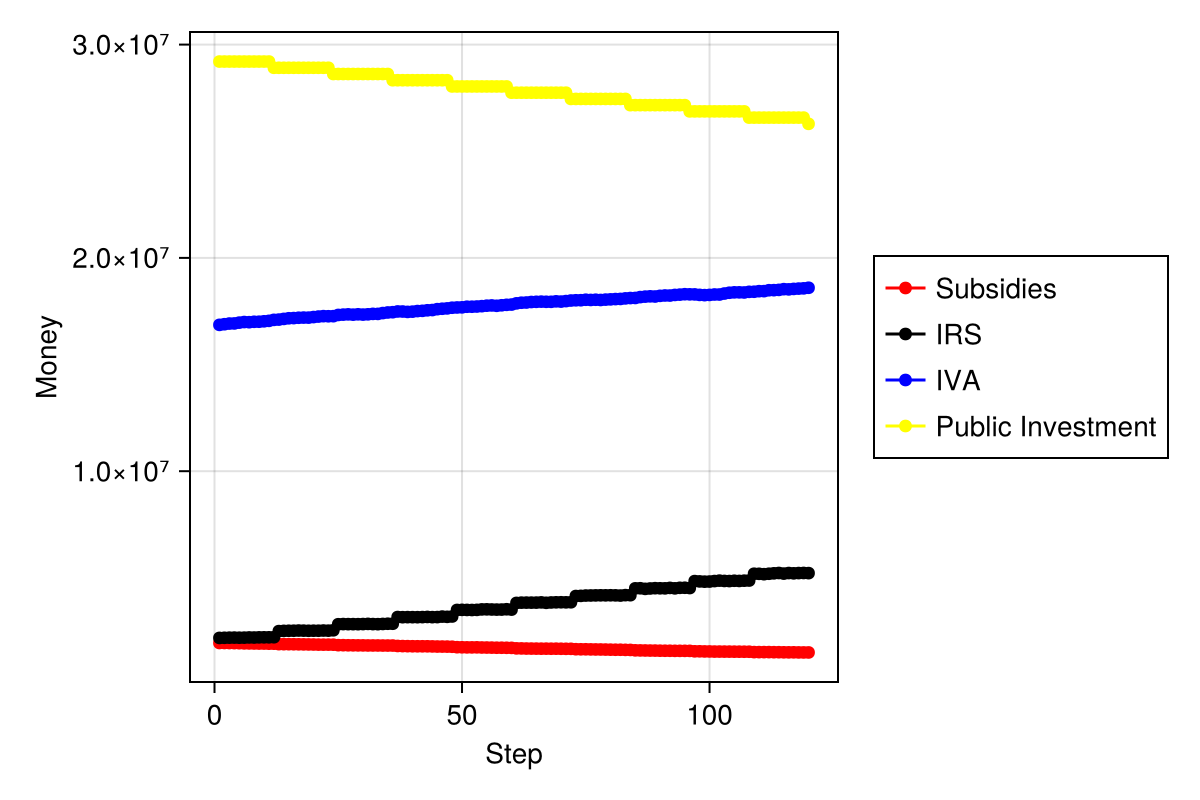 3.0×10⁷
2.0×10⁷
1.0×10⁷
Money
0
50
100
Step
Subsidies
IRS
IVA
Public Investment